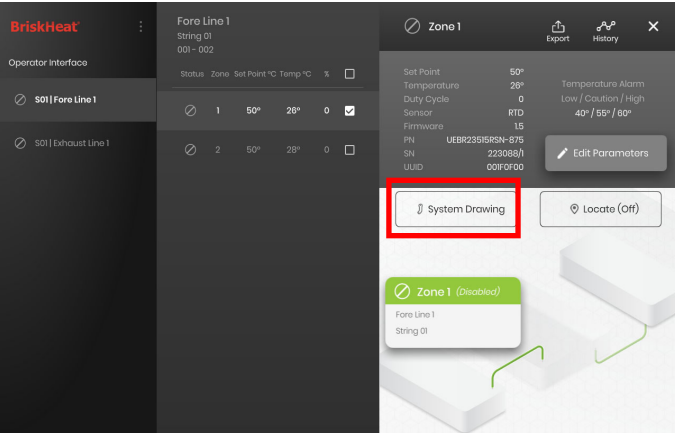 BriskHeat
Operator Interface
S01 | Fore Line 1
S01 | Exhaust Line 1
Fore Line 1
String 01
001 - 002
Status Zone Set Point °C Temp °C %
1 50° 26° 0
2 50° 28° 0
Zone 1
Export History
Set Point 50°
Temperature 26°
Duty Cycle 0
Sensor RTD
Firmware 1.5
PN UEBR23515RSN-875
SN 223088/1
UUID 001F0F00
Temperature Alarm
Low / Caution / High
40° / 55° / 60°
Edit Parameters
System Drawing
Locate (Off)
Zone 1 (Disabled)
Fore Line 1
String 01